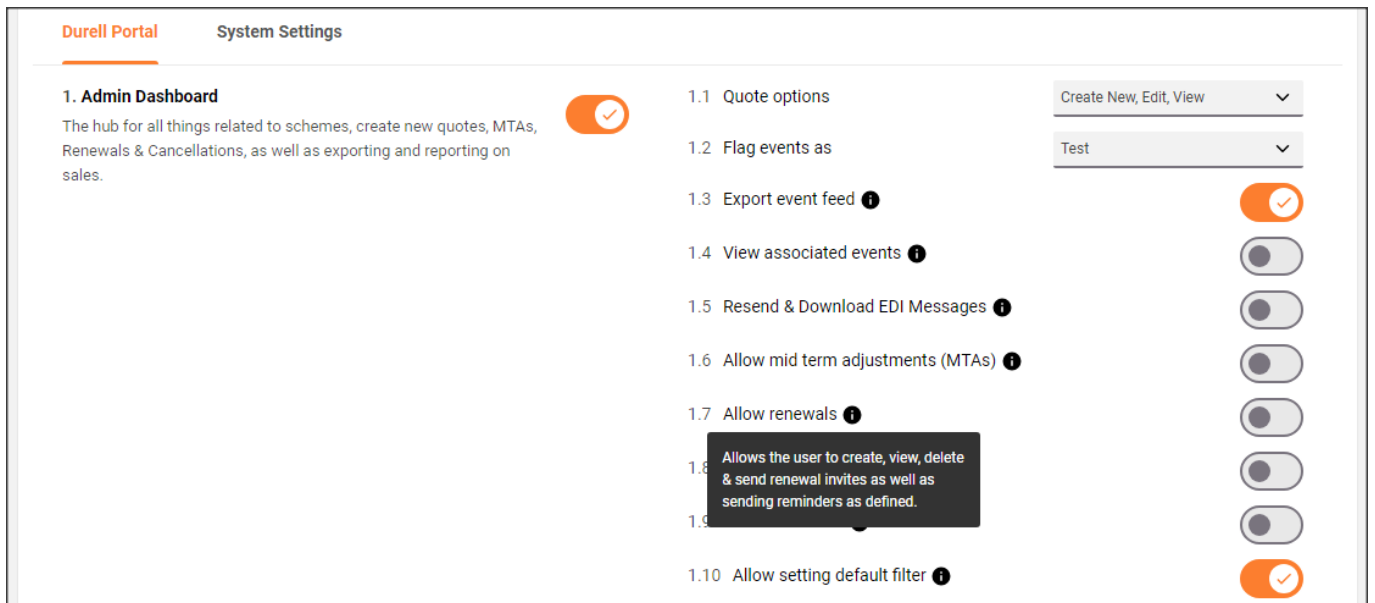 Durell Portal System Settings
1. Admin Dashboard
The hub for all things related to schemes, create new quotes, MTAs,
Renewals & Cancellations, as well as exporting and reporting on
sales.
1.1 Quote options Create New, Edit, View
1.2 Flag events as Test
1.3 Export event feed
1.4 View associated events
1.5 Resend & Download EDI Messages
1.6 Allow mid term adjustments (MTAs)
1.7 Allow renewals
Allows the user to create, view, delete
& send renewal invites as well as
sending reminders as defined.
1.8
1.9
1.10 Allow setting default filter